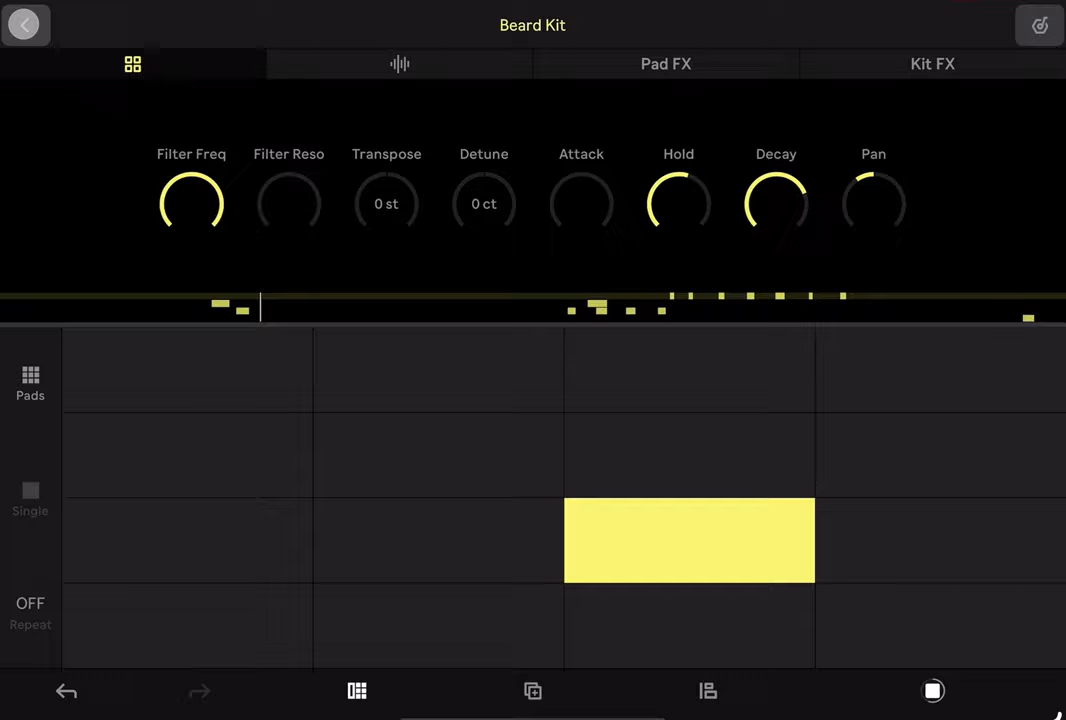 Beard Kit
Pad FX
Kit FX
Filter Freq
Filter Reso
Transpose
Detune
Attack
Hold
Decay
Pan
0 st
0 ct
Pads
Single
OFF
Repeat